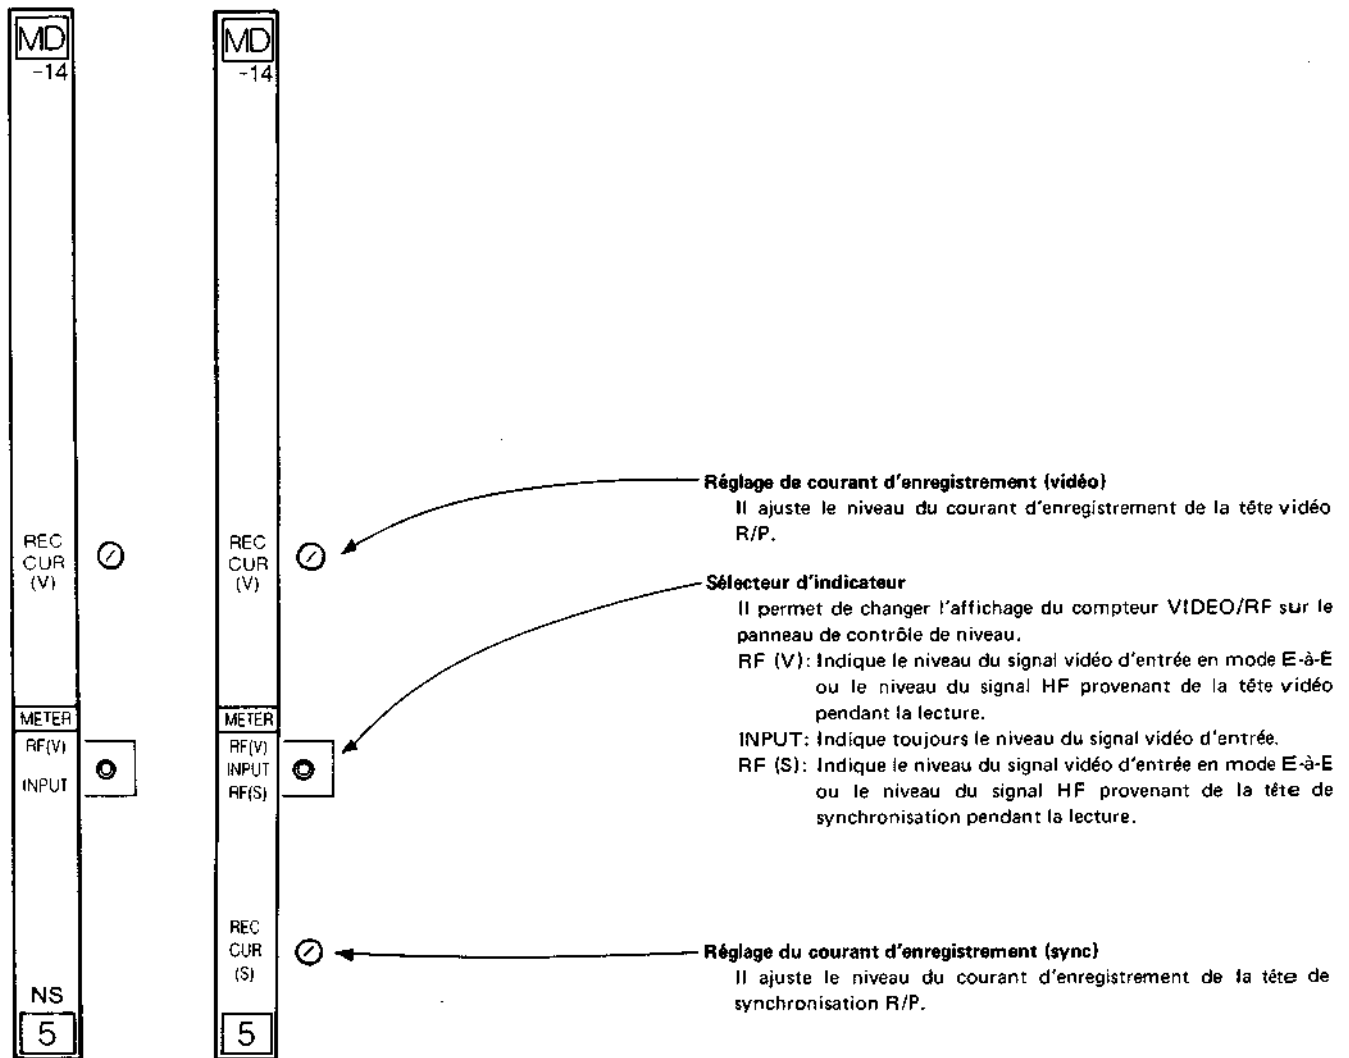 MD
-14
REC
CUR
(V)
METER
RF(V)
INPUT
NS
5
MD
-14
REC
CUR
(V)
METER
RF(V)
INPUT
RF(S)
REC
CUR
(S)
5
Réglage de courant d'enregistrement (vidéo)
Il ajuste le niveau du courant d'enregistrement de la tête vidéo
R/P.
Sélecteur d'indicateur
Il permet de changer l'affichage du compteur VIDEO/RF sur le
panneau de contrôle de niveau.
RF (V): Indique le niveau du signal vidéo d'entrée en mode E-à-E
ou le niveau du signal HF provenant de la tête vidéo
pendant la lecture.
INPUT: Indique toujours le niveau du signal vidéo d'entrée.
RF (S): Indique le niveau du signal vidéo d'entrée en mode E-à-E
ou le niveau du signal HF provenant de la tête de
synchronisation pendant la lecture.
Réglage du courant d'enregistrement (sync)
Il ajuste le niveau du courant d'enregistrement de la tête de
synchronisation R/P.